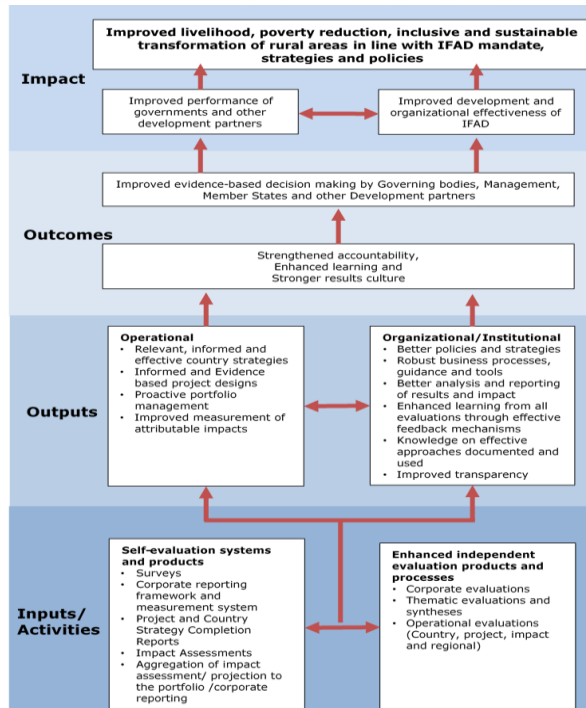 Improved livelihood, poverty reduction, inclusive and sustainable
transformation of rural areas in line with IFAD mandate,
strategies and policies
Impact
Improved performance of
governments and other
development partners
Improved development and
organizational effectiveness of
IFAD
Improved evidence-based decision making by Governing bodies, Management,
Member States and other Development partners
Outcomes
Strengthened accountability,
Enhanced learning and
Stronger results culture
Outputs
Operational
• Relevant, informed and
effective country strategies
• Informed and Evidence
based project designs
• Proactive portfolio
management
• Improved measurement of
attributable impacts
Organizational/Institutional
• Better policies and strategies
• Robust business processes,
guidance and tools
• Better analysis and reporting
of results and impact
• Enhanced learning from all
evaluations through effective
feedback mechanisms
• Knowledge on effective
approaches documented and
used
• Improved transparency
Inputs/
Activities
Self-evaluation systems
and products
• Surveys
• Corporate reporting
framework and
measurement system
• Project and Country
Strategy Completion
Reports
• Impact Assessments
• Aggregation of impact
assessment/ projection to
the portfolio /corporate
reporting
Enhanced independent
evaluation products and
processes
• Corporate evaluations
• Thematic evaluations and
syntheses
• Operational evaluations
(Country, project, impact
and regional)